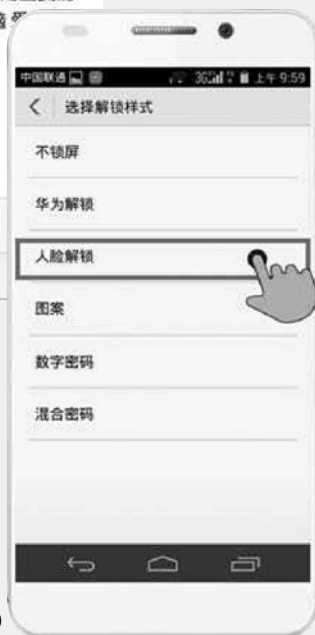 中国联通 3G 上午 9:59
选择解锁样式
不锁屏
华为解锁
人脸解锁
图案
数字密码
混合密码